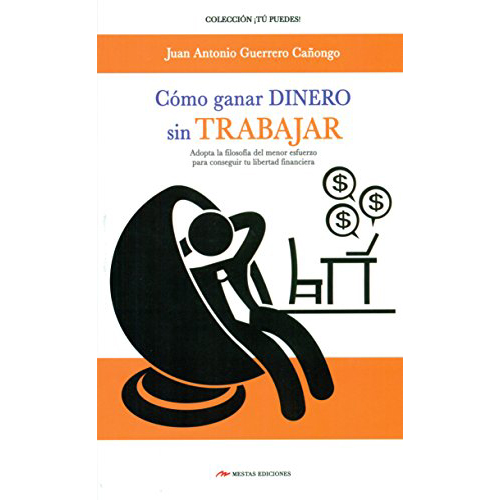 COLECCIÓN ¡TÚ PUEDES!
Juan Antonio Guerrero Cañongo
Cómo ganar DINERO
sin TRABAJAR
Adopta la filosofía del menor esfuerzo
para conseguir tu libertad financiera
$
$
$
MESTAS EDICIONES